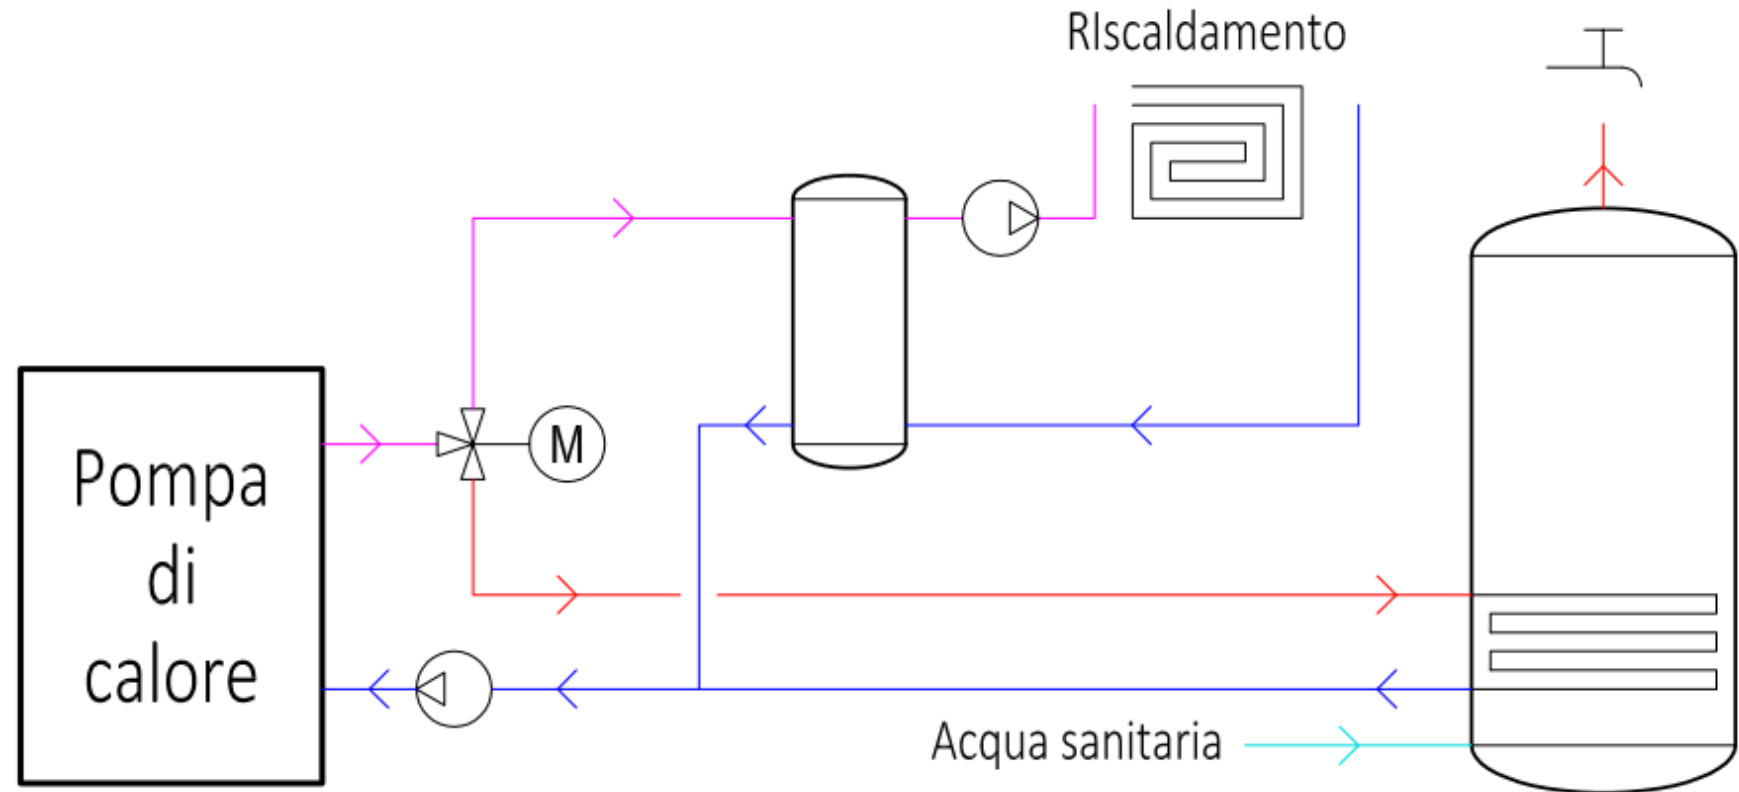 RIscaldamento
M
Pompa
di
calore
Acqua sanitaria